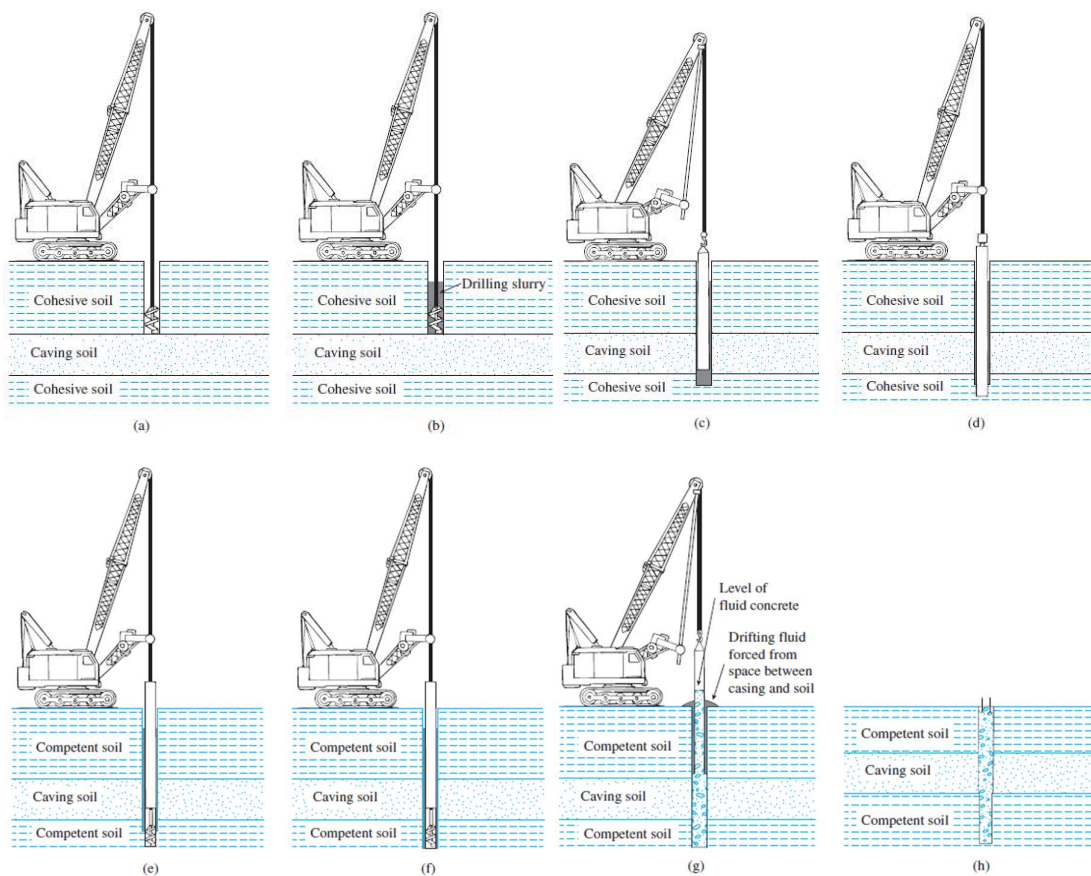 Cohesive soil
Caving soil
Cohesive soil
(a)
Drilling slurry
Cohesive soil
Caving soil
Cohesive soil
(b)
Cohesive soil
Caving soil
Cohesive soil
(c)
Cohesive soil
Caving soil
Cohesive soil
(d)
Competent soil
Caving soil
Competent soil
(e)
Competent soil
Caving soil
Competent soil
(f)
Level of
fluid concrete
Drifting fluid
forced from
space between
casing and soil
Competent soil
Caving soil
Competent soil
(g)
Competent soil
Caving soil
Competent soil
(h)